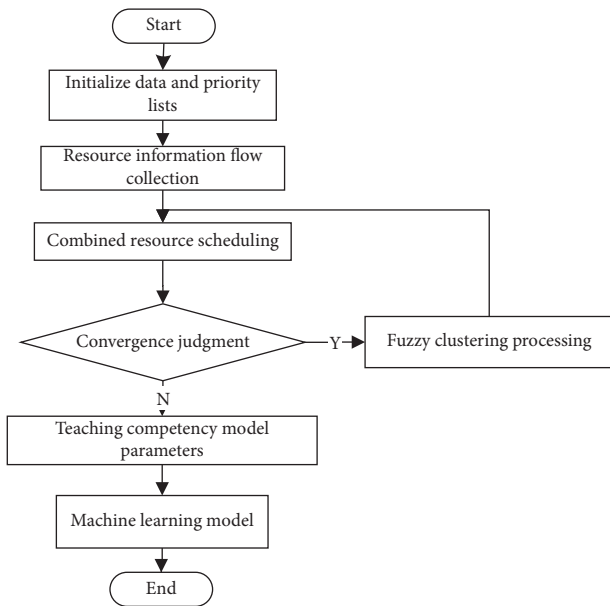 Start
Initialize data and priority
lists
Resource information flow
collection
Combined resource scheduling
Convergence judgment
Y
Fuzzy clustering processing
N
Teaching competency model
parameters
Machine learning model
End